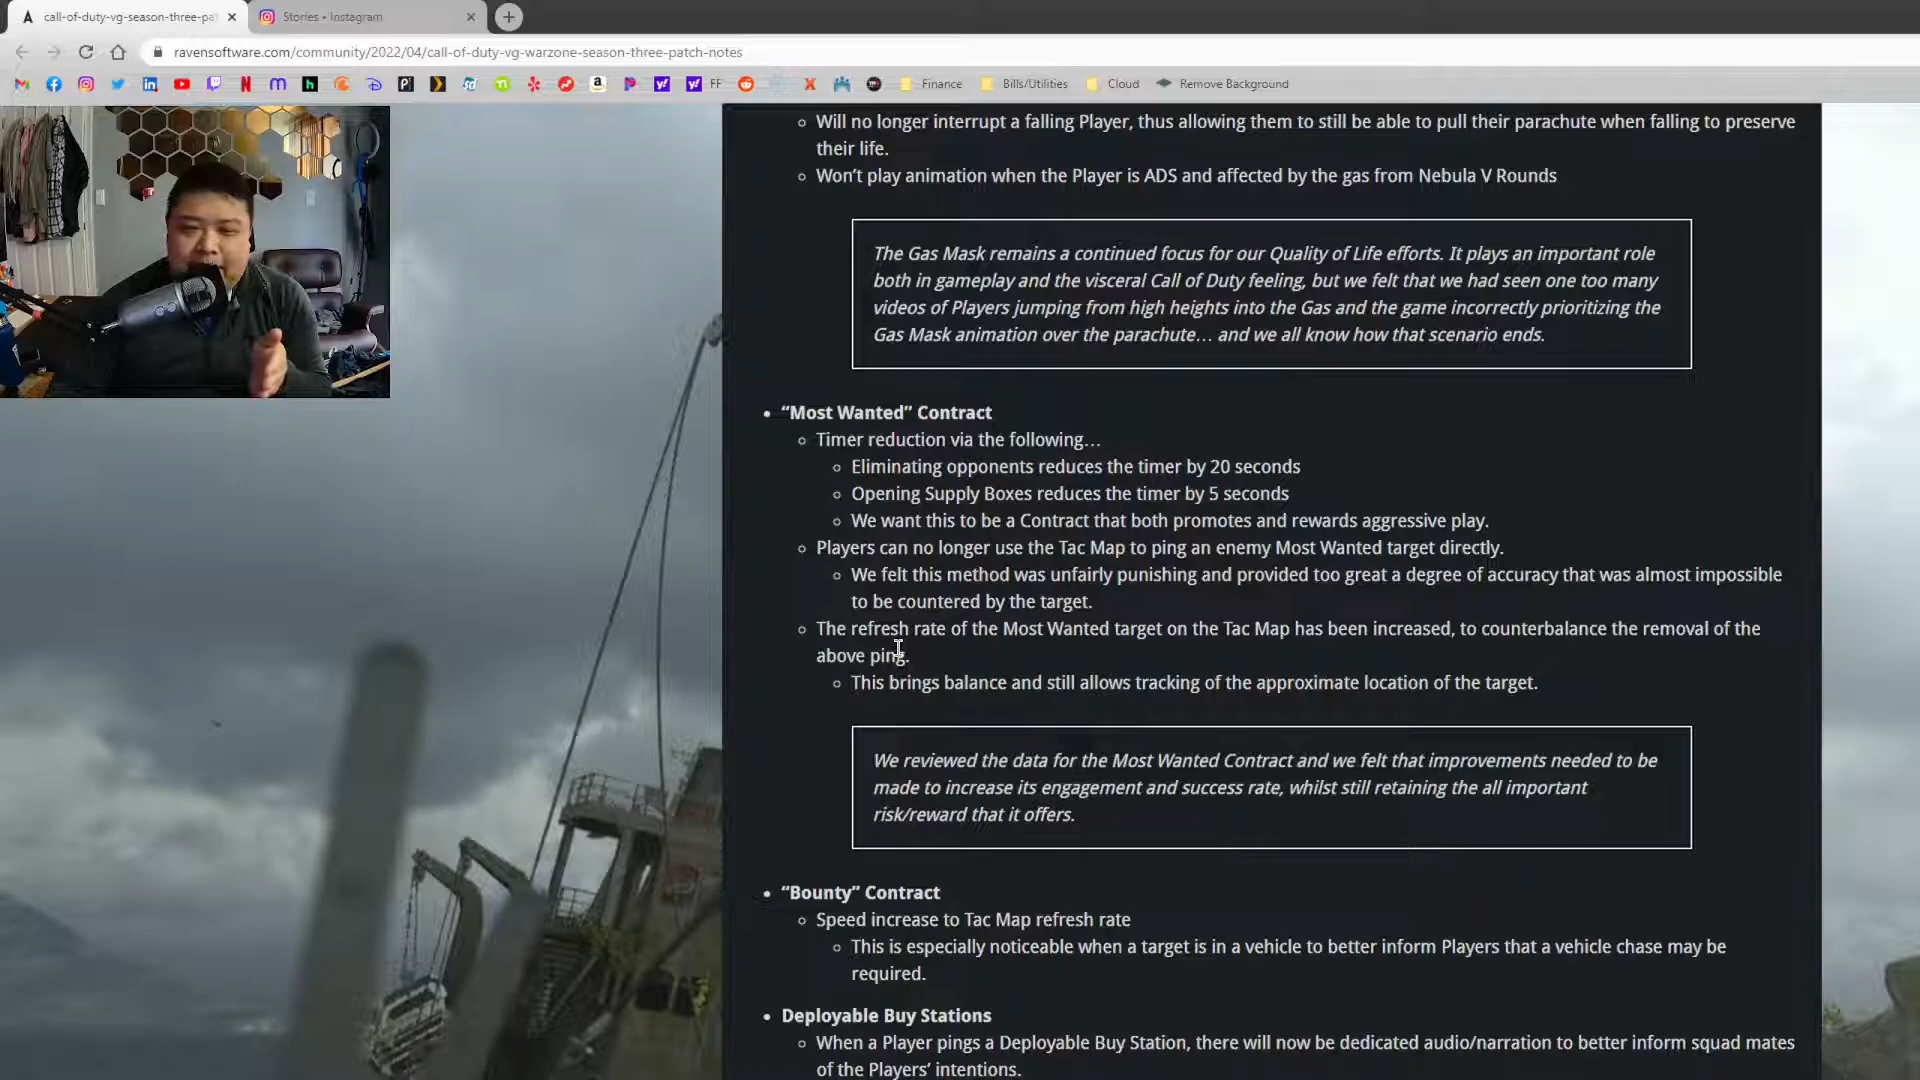 call-of-duty-vg-season-three-pat
Stories • Instagram
ravensoftware.com/community/2022/04/call-of-duty-vg-warzone-season-three-patch-notes
FF
Finance
Bills/Utilities
Cloud
Remove Background
Will no longer interrupt a falling Player, thus allowing them to still be able to pull their parachute when falling to preserve
their life.
Won’t play animation when the Player is ADS and affected by the gas from Nebula V Rounds
The Gas Mask remains a continued focus for our Quality of Life efforts. It plays an important role
both in gameplay and the visceral Call of Duty feeling, but we felt that we had seen one too many
videos of Players jumping from high heights into the Gas and the game incorrectly prioritizing the
Gas Mask animation over the parachute… and we all know how that scenario ends.
“Most Wanted” Contract
Timer reduction via the following…
Eliminating opponents reduces the timer by 20 seconds
Opening Supply Boxes reduces the timer by 5 seconds
We want this to be a Contract that both promotes and rewards aggressive play.
Players can no longer use the Tac Map to ping an enemy Most Wanted target directly.
We felt this method was unfairly punishing and provided too great a degree of accuracy that was almost impossible
to be countered by the target.
The refresh rate of the Most Wanted target on the Tac Map has been increased, to counterbalance the removal of the
above ping.
This brings balance and still allows tracking of the approximate location of the target.
We reviewed the data for the Most Wanted Contract and we felt that improvements needed to be
made to increase its engagement and success rate, whilst still retaining the all important
risk/reward that it offers.
“Bounty” Contract
Speed increase to Tac Map refresh rate
This is especially noticeable when a target is in a vehicle to better inform Players that a vehicle chase may be
required.
Deployable Buy Stations
When a Player pings a Deployable Buy Station, there will now be dedicated audio/narration to better inform squad mates
of the Players’ intentions.